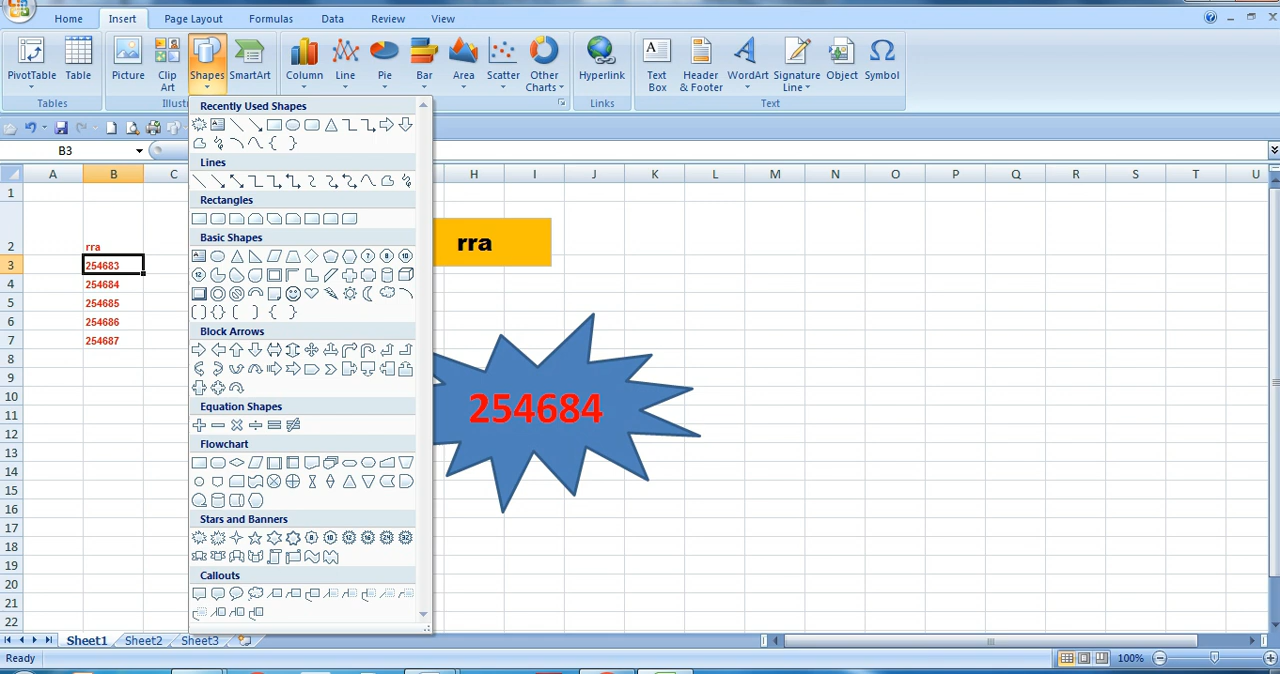 Home Insert Page Layout Formulas Data Review View
PivotTable Table Picture Clip Art Shapes SmartArt Column Line Pie Bar Area Scatter Other Charts Hyperlink Text Box Header & Footer WordArt Signature Line Object Symbol
Tables Illus Links Text
Recently Used Shapes
B3
Lines
A B C H I J K L M N O P Q R S T U
1
Rectangles
Basic Shapes
2 rra rra
3 254683
4 254684
5 254685
6 254686
Block Arrows
7 254687
8
9
10
Equation Shapes
11 254684
12
Flowchart
13
14
15
16
Stars and Banners
17
18
19
Callouts
20
21
22
Sheet1 Sheet2 Sheet3
Ready 100%